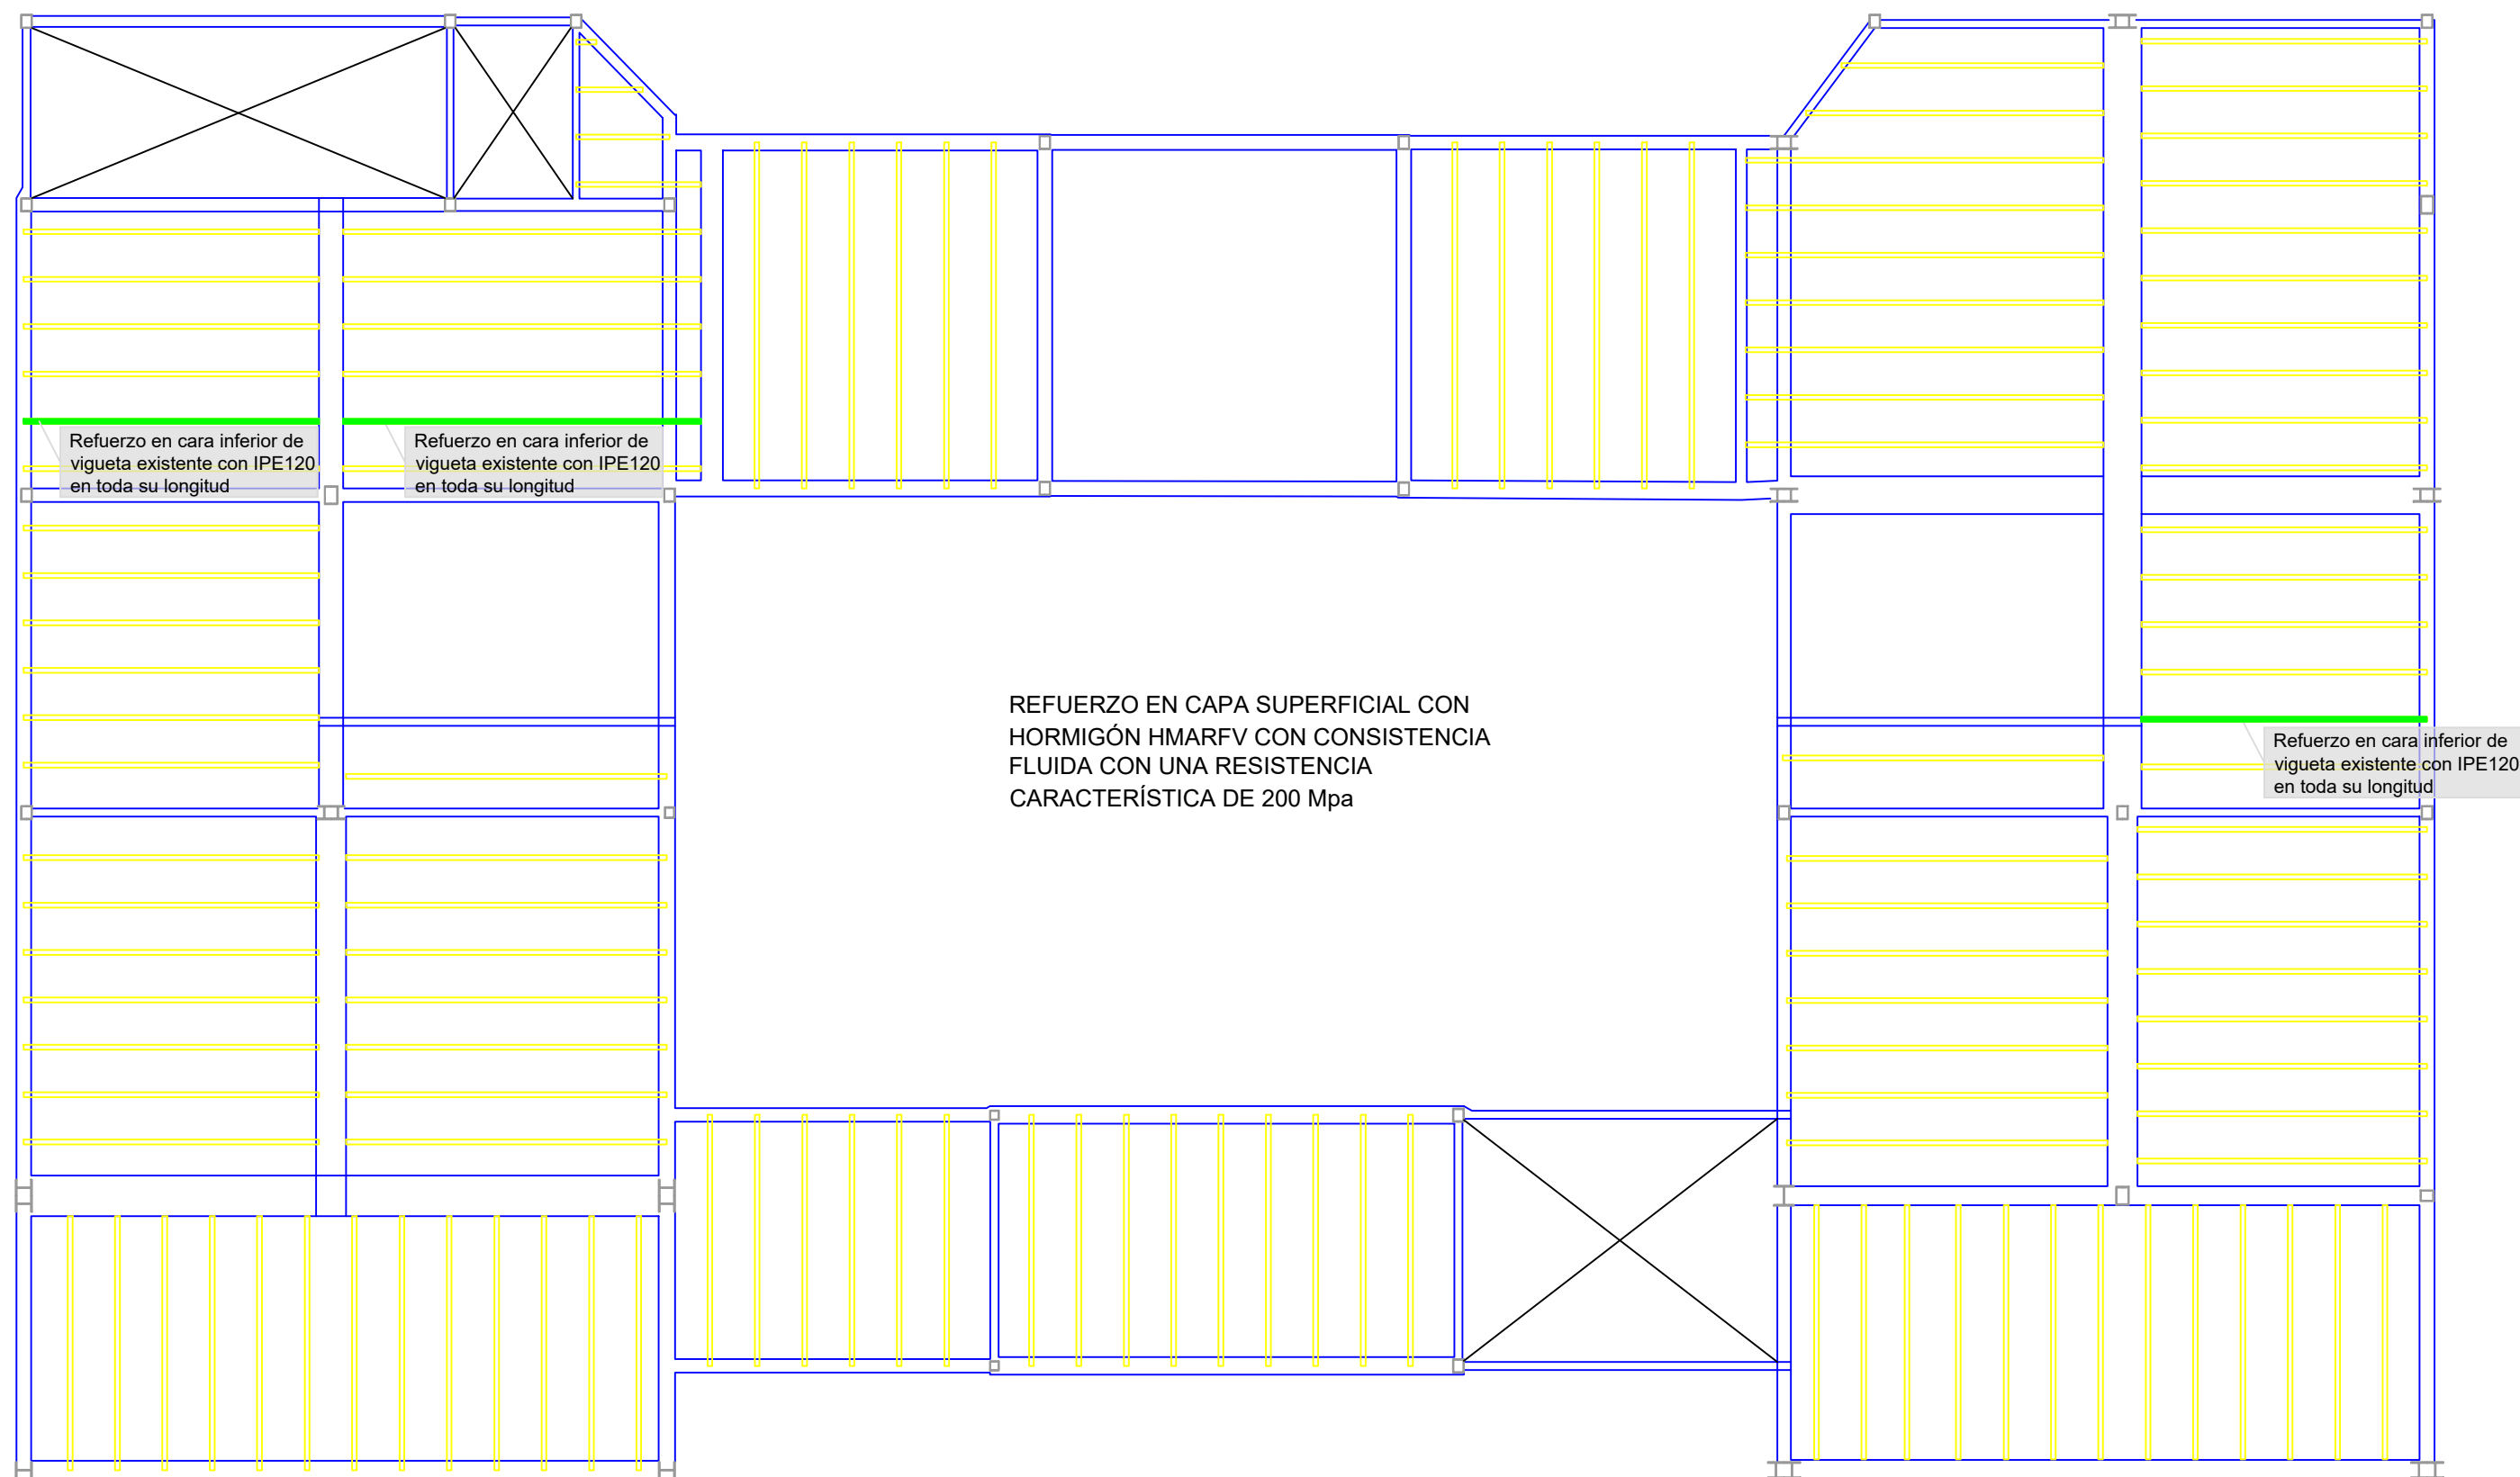 Refuerzo en cara inferior de
vigueta existente con IPE120
en toda su longitud
Refuerzo en cara inferior de
vigueta existente con IPE120
en toda su longitud
REFUERZO EN CAPA SUPERFICIAL CON
HORMIGÓN HMARFV CON CONSISTENCIA
FLUIDA CON UNA RESISTENCIA
CARACTERÍSTICA DE 200 Mpa
Refuerzo en cara inferior de
vigueta existente con IPE120
en toda su longitud